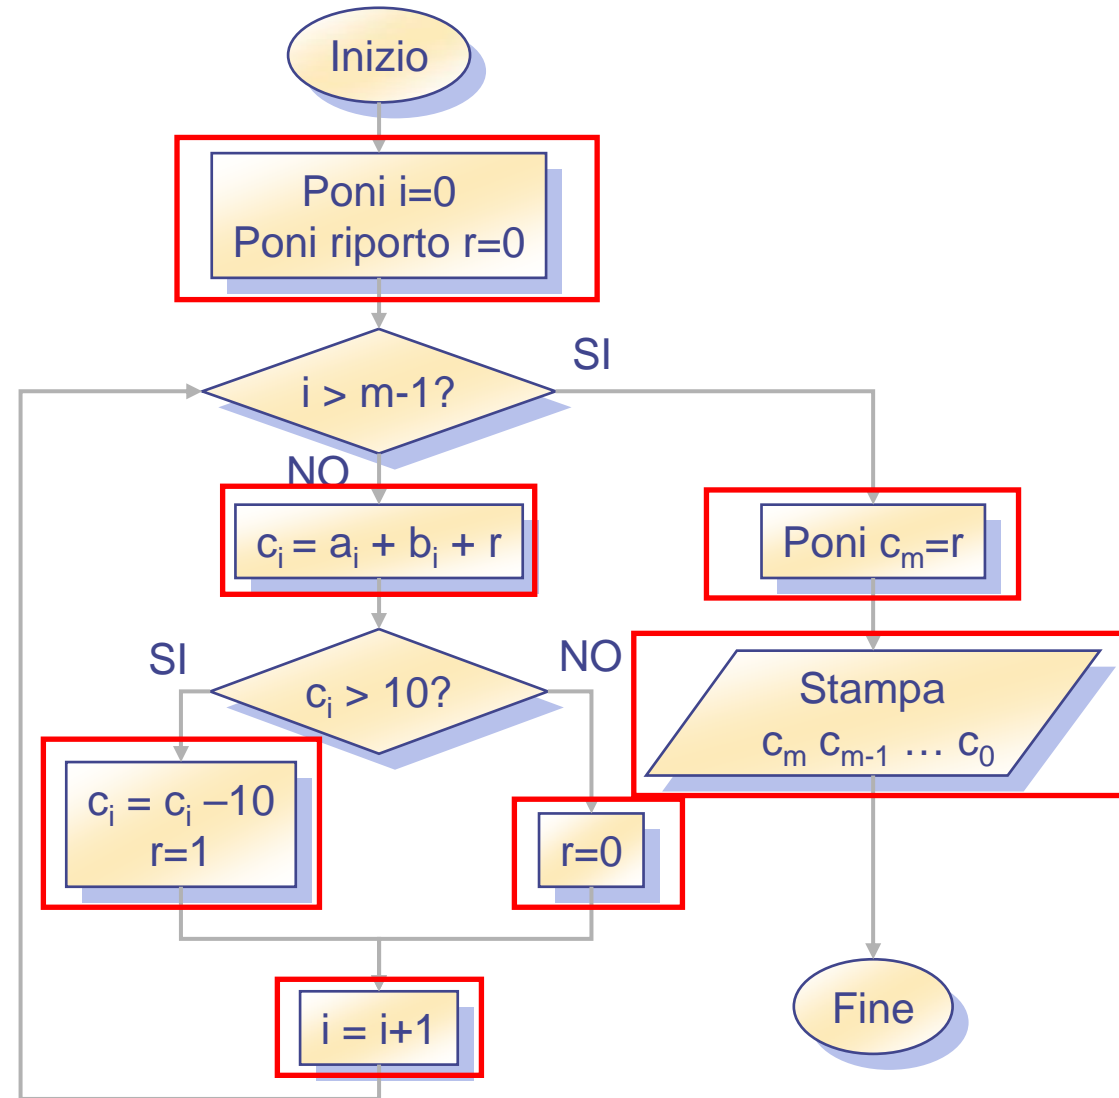 Inizio
Poni i=0
Poni riporto r=0
i > m-1?
SI
NO
cᵢ = aᵢ + bᵢ + r
Poni cₘ=r
cᵢ > 10?
SI
NO
Stampa
cₘ cₘ₋₁ … c₀
cᵢ = cᵢ –10
r=1
r=0
i = i+1
Fine